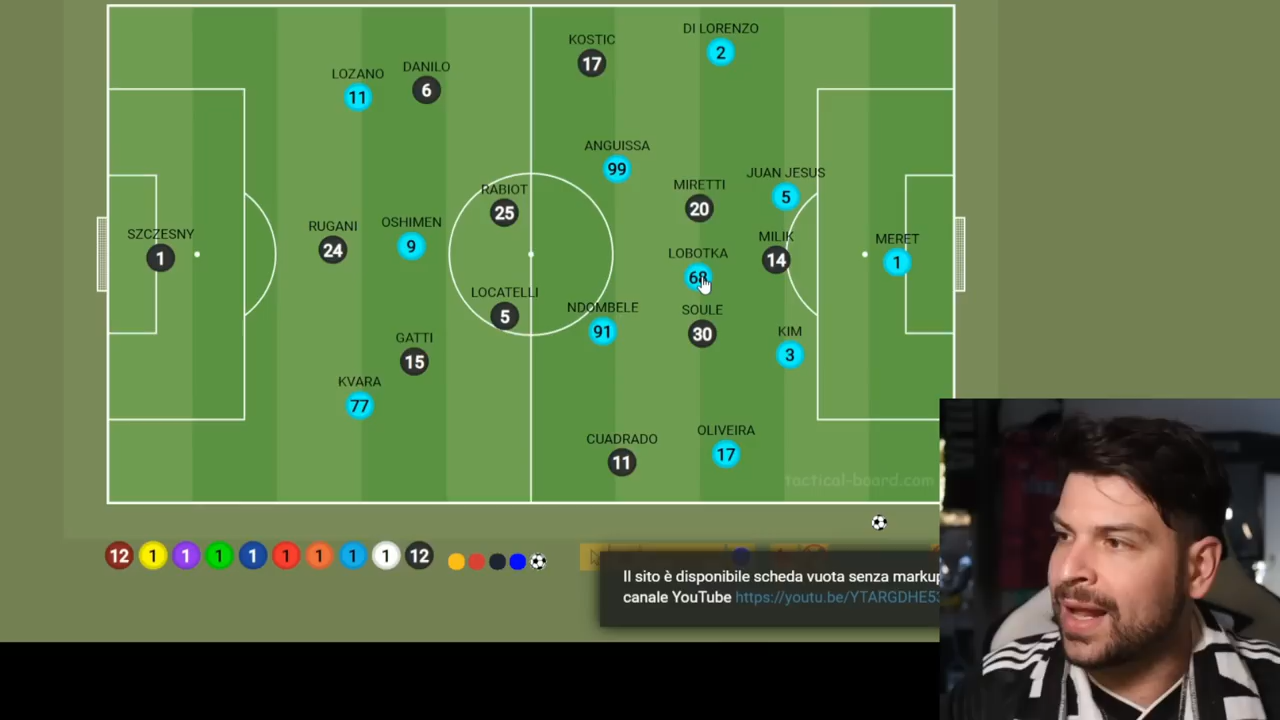 DI LORENZO
2
KOSTIC
17
DANILO
6
LOZANO
11
ANGUISSA
99
JUAN JESUS
5
MIRETTI
20
RABIOT
25
OSHIMEN
9
RUGANI
24
SZCZESNY
1
MILIK
14
MERET
1
LOBOTKA
68
LOCATELLI
5
NDOMBELE
91
SOULE
30
KIM
3
GATTI
15
KVARA
77
CUADRADO
11
OLIVEIRA
17
tactical-board.com
12 1 1 1 1 1 1 1 1 12
Il sito è disponibile scheda vuota senza markup
canale YouTube https://youtu.be/YTARGDHE5